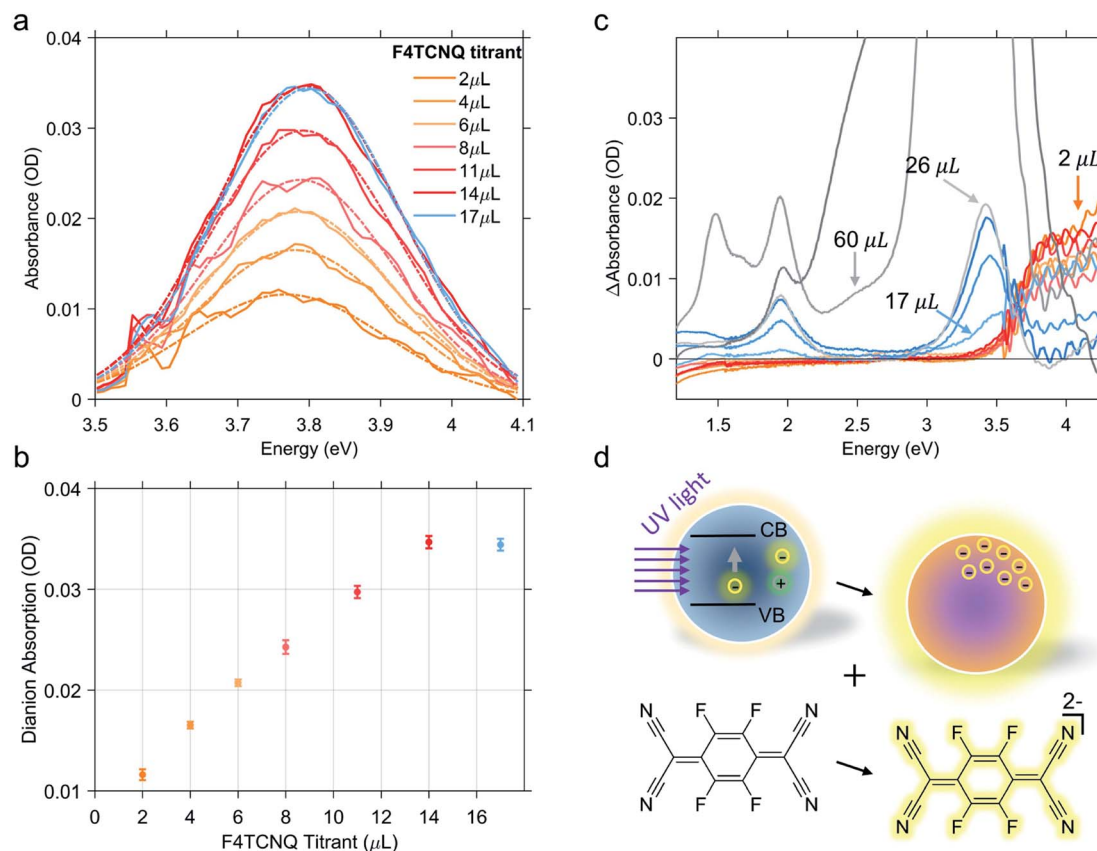 a
0.04
0.03
0.02
0.01
0
Absorbance (OD)
3.5 3.6 3.7 3.8 3.9 4 4.1
Energy (eV)
F4TCNQ titrant
2μL
4μL
6μL
8μL
11μL
14μL
17μL
b
0.04
0.03
0.02
0.01
Dianion Absorption (OD)
0 2 4 6 8 10 12 14 16
F4TCNQ Titrant (μL)
c
0.03
0.02
0.01
0
ΔAbsorbance (OD)
1.5 2 2.5 3 3.5 4
Energy (eV)
26 μL
2 μL
60 μL
17 μL
d
UV light
CB
-
-
+
VB
- - - - - - - -
+
N F F N
N F F N
2-
N F F N
N F F N